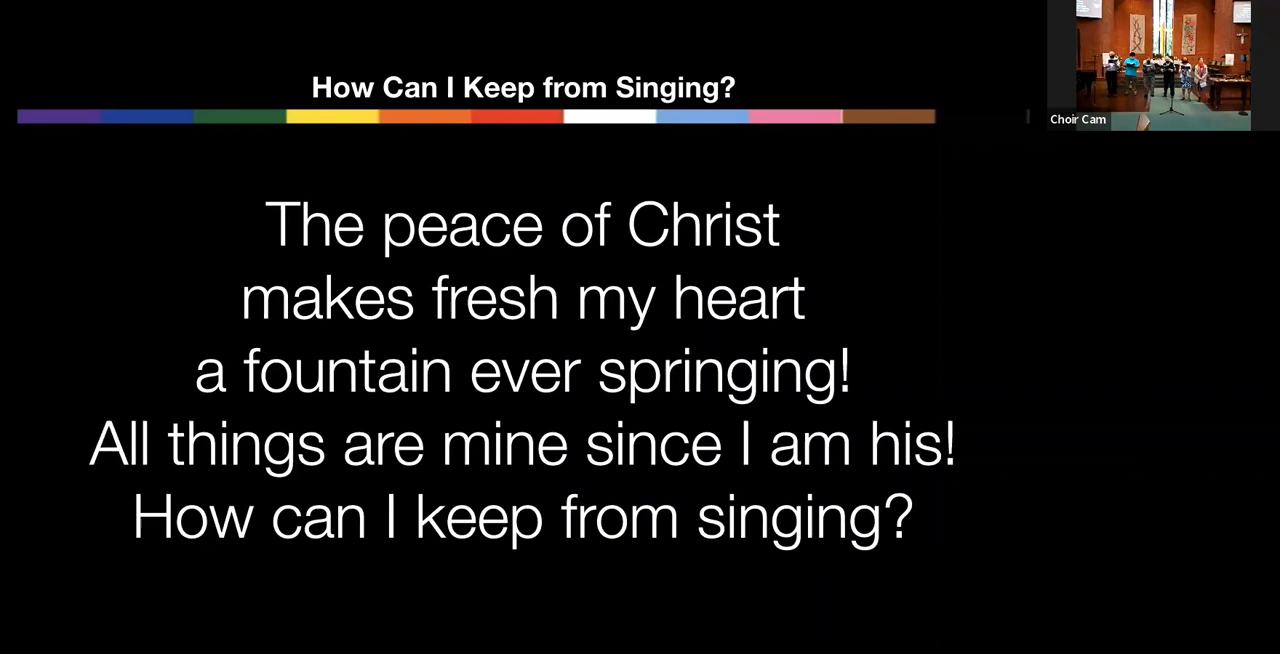 How Can I Keep from Singing?
Choir Cam
The peace of Christ
makes fresh my heart
a fountain ever springing!
All things are mine since I am his!
How can I keep from singing?